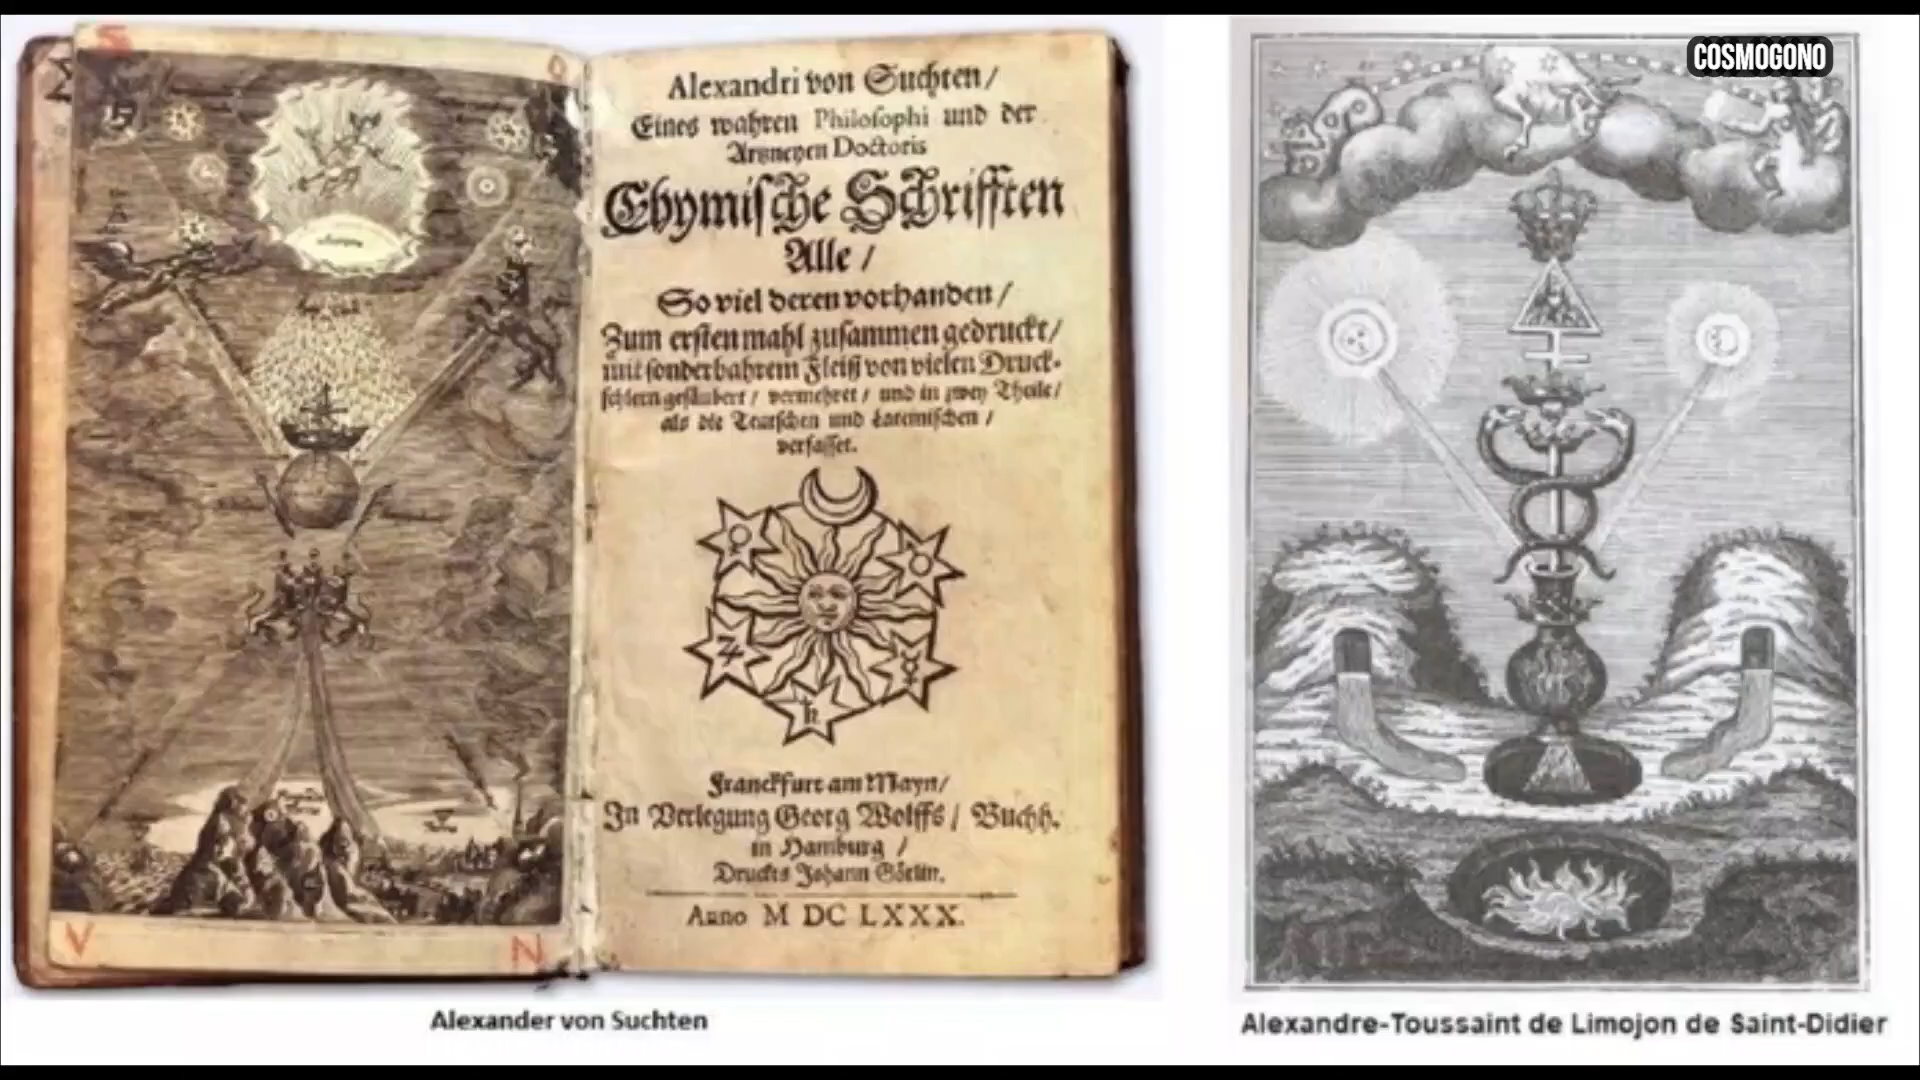 COSMOGONO
S
O
Alexandri von Suchten/
Eines wahren Philosophi und der
Artzneyen Doctoris
Chymische Schrifften
Alle /
So viel deren vorhanden /
Zum ersten mahl zusammen gedruckt/
mit sonderbahrem Fleiß von vielen Druck-
fehlern gesäubert / vermehret / und in zwey Theile/
als die Teutschen und Lateinischen /
verfasset.
♀
♂
♃
☿
♄
Franckfurt am Mayn/
In Verlegung Georg Wolffs / Buchh.
in Hamburg /
Druckts Johann Görlin.
Anno M DC LXXX.
V
N
Alexander von Suchten
Alexandre-Toussaint de Limojon de Saint-Didier